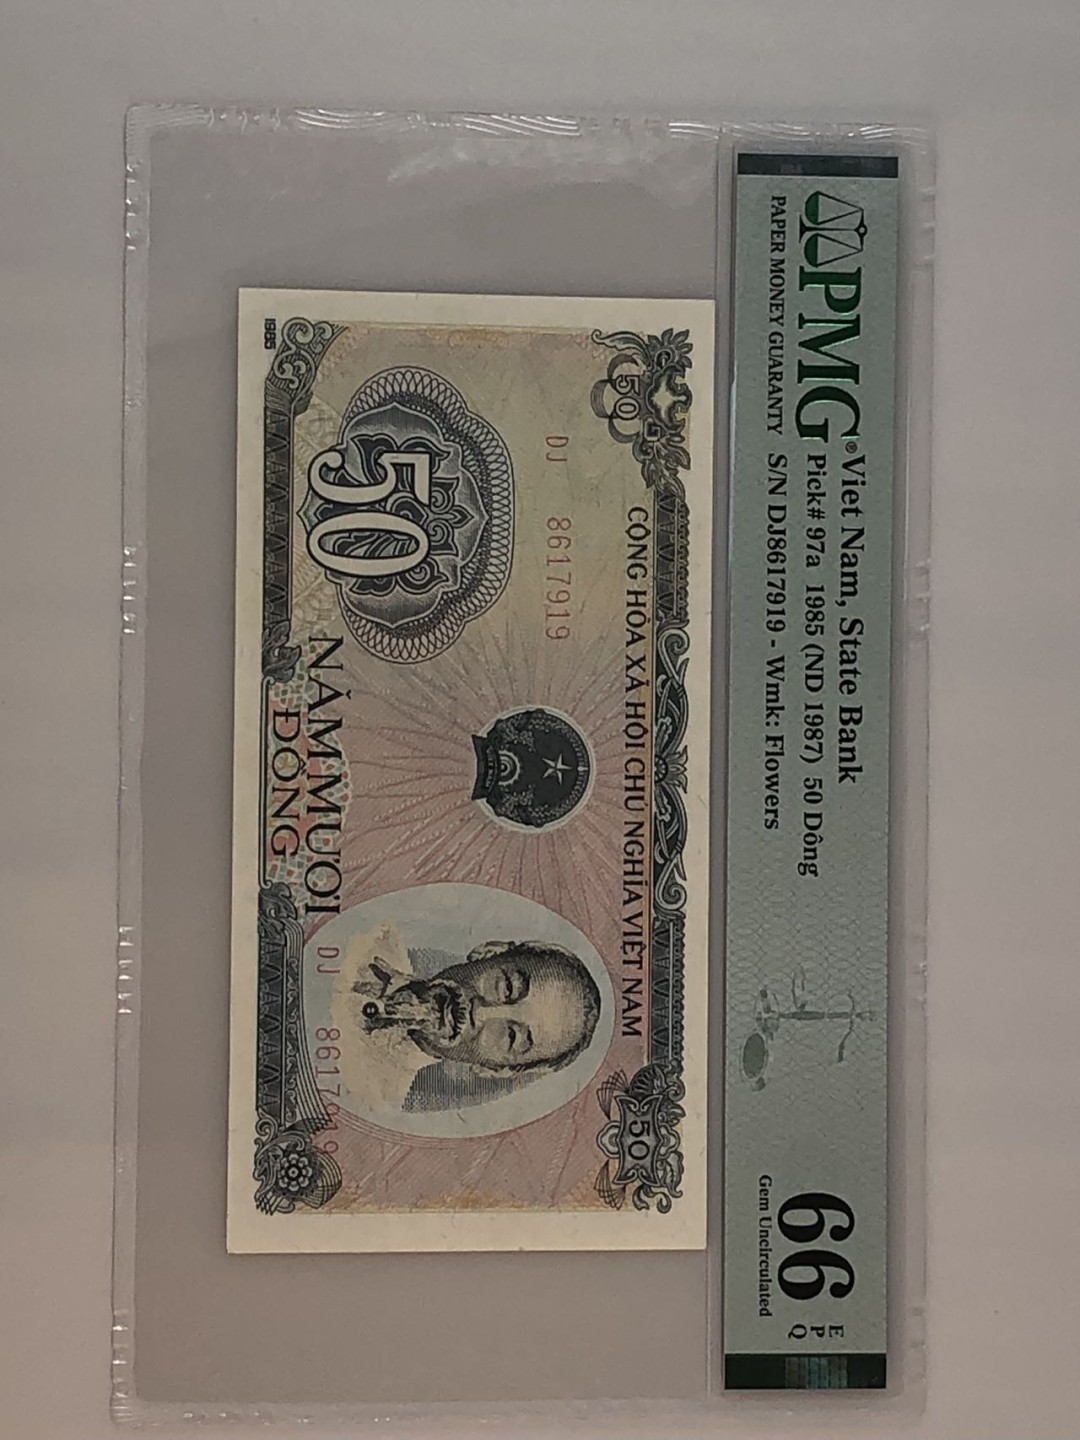 PMG®
PAPER MONEY GUARANTY
Viet Nam, State Bank
Pick# 97a 1985 (ND 1987) 50 Dông
S/N DJ8617919 - Wmk: Flowers
66
EPQ
Gem Uncirculated
50
CỘNG HÒA XÃ HỘI CHỦ NGHĨA VIỆT NAM
50
DJ 8617919
50
NĂM MƯƠI
ĐỒNG
DJ 8617919
1985